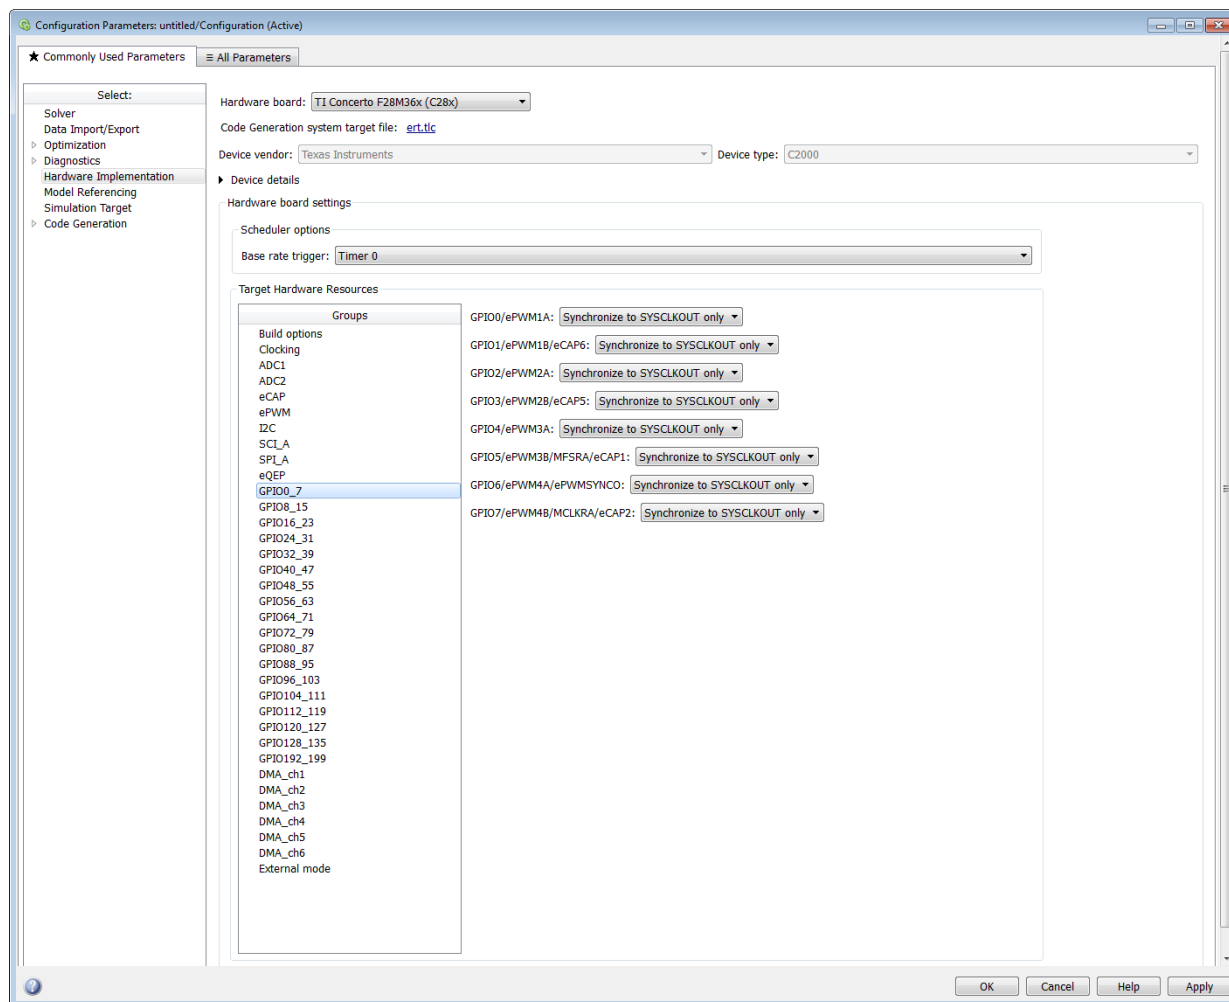 Configuration Parameters: untitled/Configuration (Active)
★ Commonly Used Parameters
≡ All Parameters
Select:
Solver
Data Import/Export
Optimization
Diagnostics
Hardware Implementation
Model Referencing
Simulation Target
Code Generation
Hardware board: TI Concerto F28M36x (C28x)
Code Generation system target file: ert.tlc
Device vendor: Texas Instruments Device type: C2000
Device details
Hardware board settings
Scheduler options
Base rate trigger: Timer 0
Target Hardware Resources
Groups
Build options
Clocking
ADC1
ADC2
eCAP
ePWM
I2C
SCI_A
SPI_A
eQEP
GPIO0_7
GPIO8_15
GPIO16_23
GPIO24_31
GPIO32_39
GPIO40_47
GPIO48_55
GPIO56_63
GPIO64_71
GPIO72_79
GPIO80_87
GPIO88_95
GPIO96_103
GPIO104_111
GPIO112_119
GPIO120_127
GPIO128_135
GPIO192_199
DMA_ch1
DMA_ch2
DMA_ch3
DMA_ch4
DMA_ch5
DMA_ch6
External mode
GPIO0/ePWM1A: Synchronize to SYSCLKOUT only
GPIO1/ePWM1B/eCAP6: Synchronize to SYSCLKOUT only
GPIO2/ePWM2A: Synchronize to SYSCLKOUT only
GPIO3/ePWM2B/eCAP5: Synchronize to SYSCLKOUT only
GPIO4/ePWM3A: Synchronize to SYSCLKOUT only
GPIO5/ePWM3B/MFSRA/eCAP1: Synchronize to SYSCLKOUT only
GPIO6/ePWM4A/ePWMSYNCO: Synchronize to SYSCLKOUT only
GPIO7/ePWM4B/MCLKRA/eCAP2: Synchronize to SYSCLKOUT only
OK Cancel Help Apply